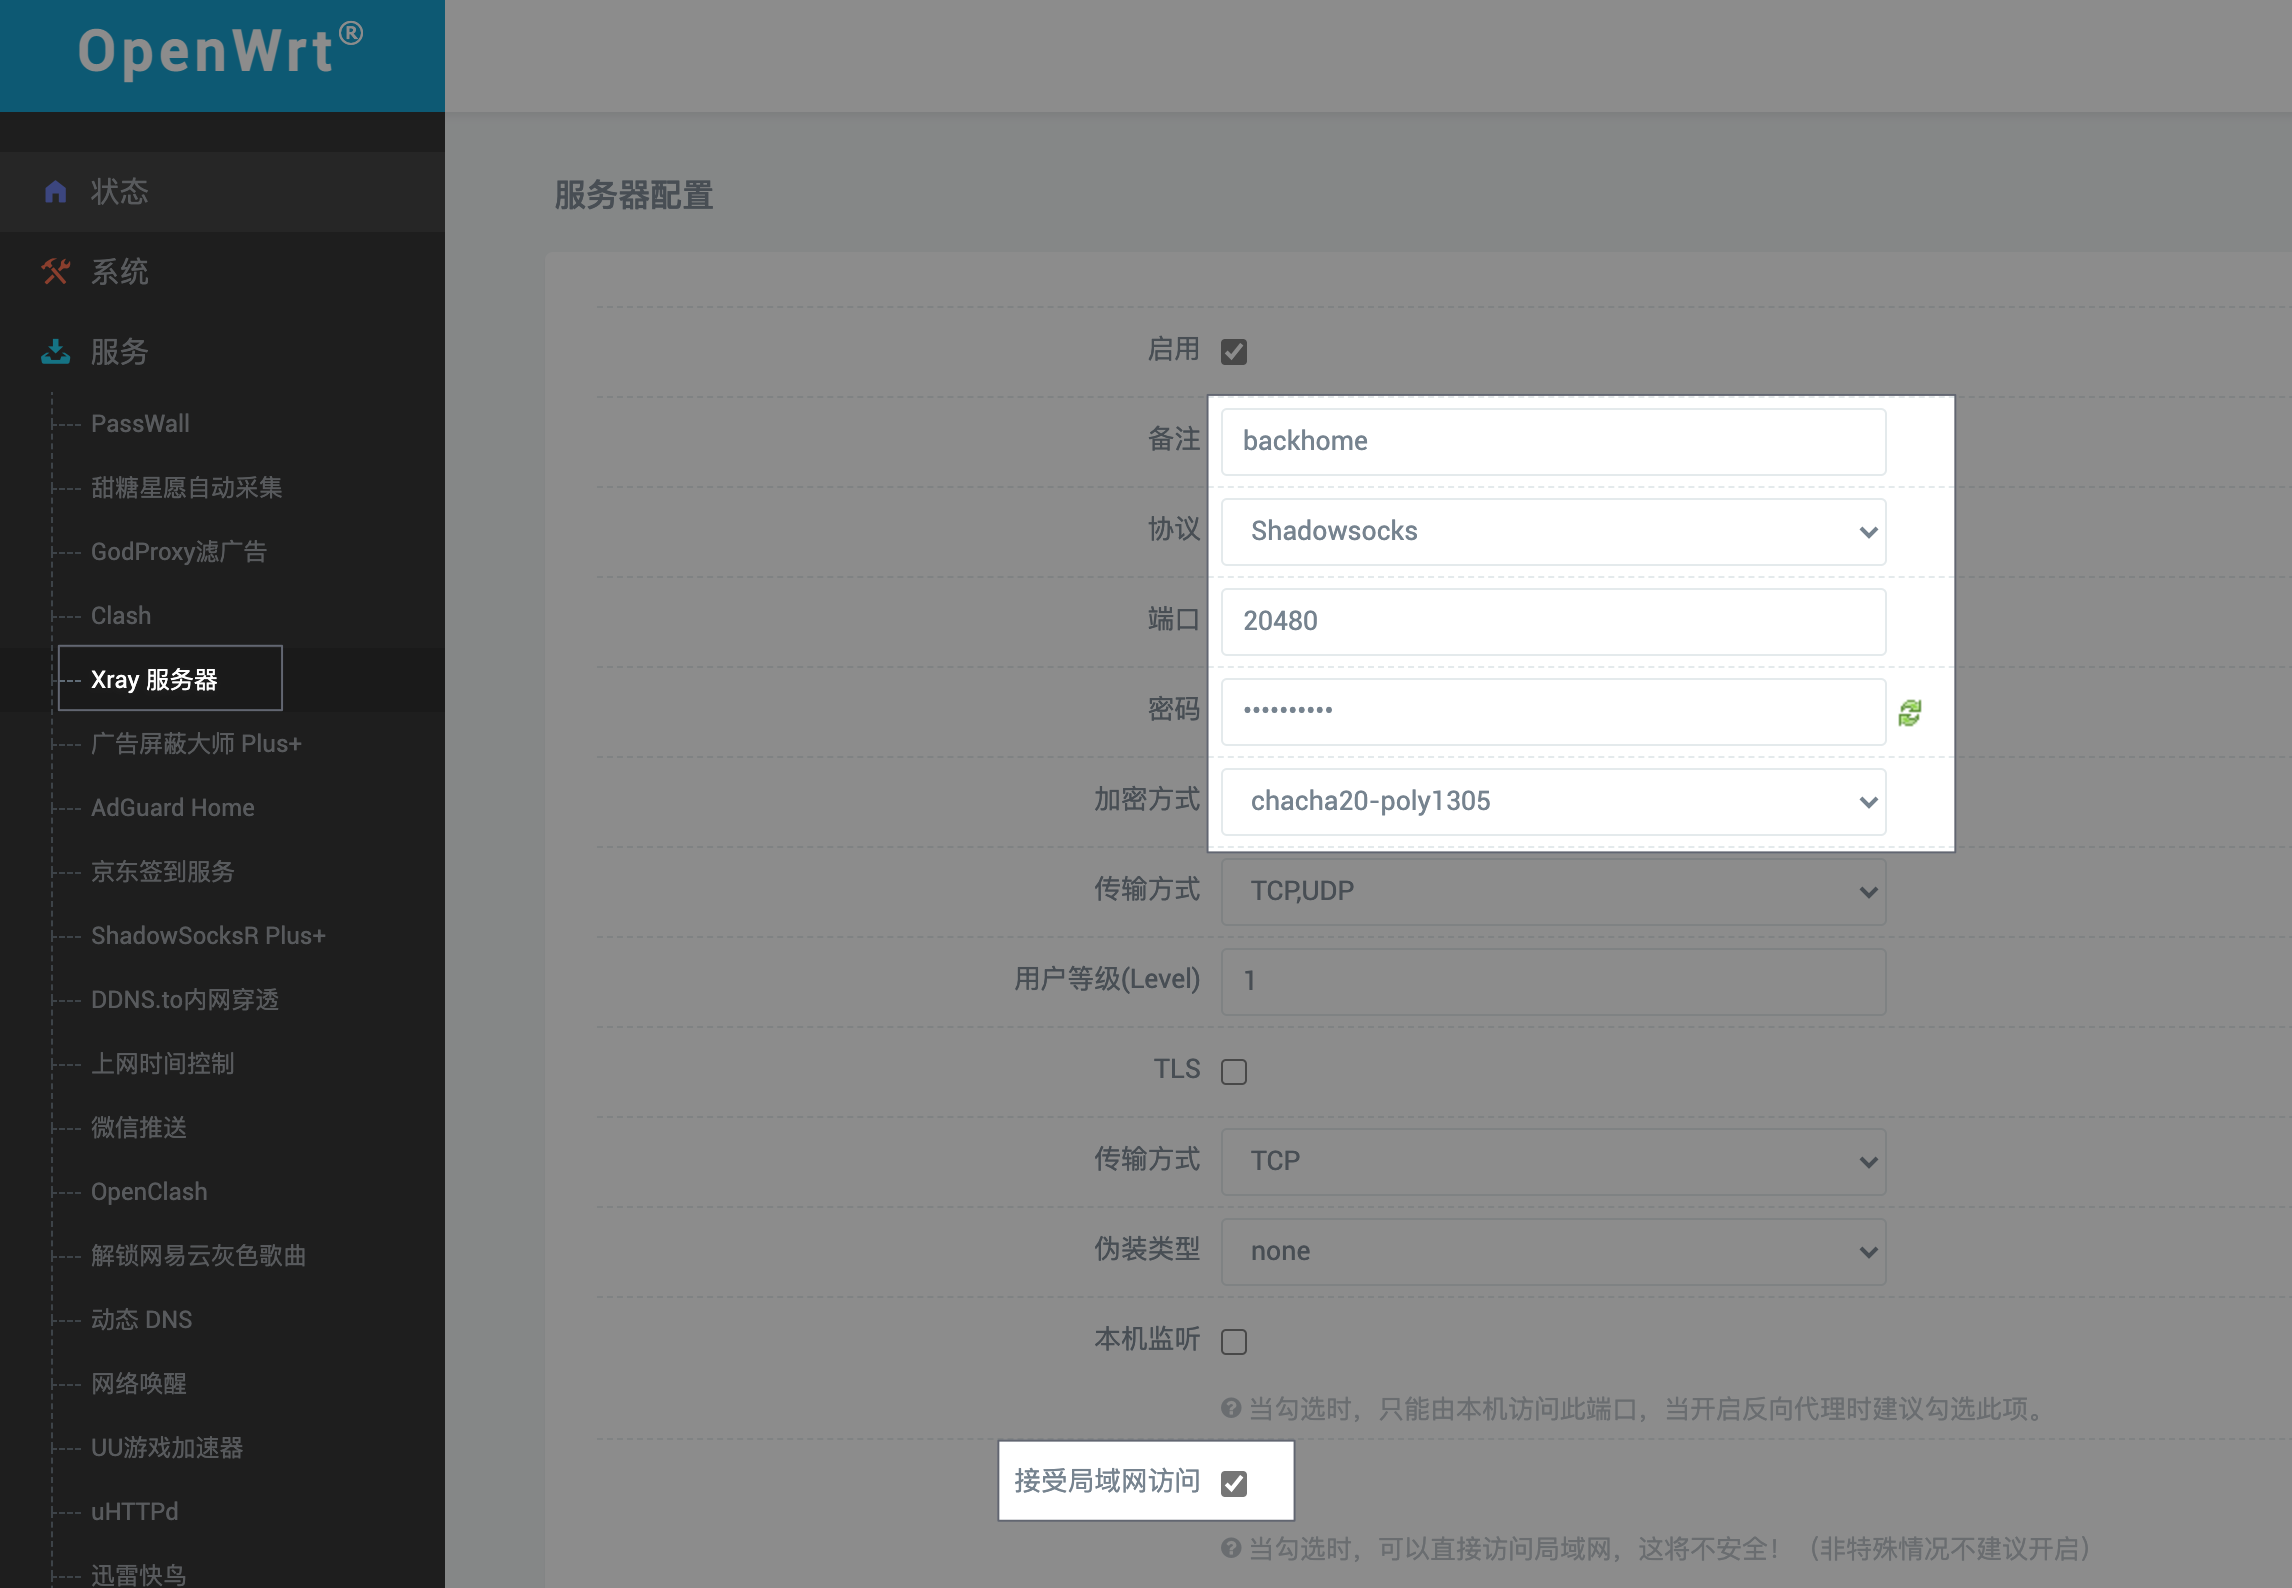 OpenWrt®
状态
系统
服务
PassWall
甜糖星愿自动采集
GodProxy滤广告
Clash
Xray 服务器
广告屏蔽大师 Plus+
AdGuard Home
京东签到服务
ShadowSocksR Plus+
DDNS.to内网穿透
上网时间控制
微信推送
OpenClash
解锁网易云灰色歌曲
动态 DNS
网络唤醒
UU游戏加速器
uHTTPd
迅雷快鸟
服务器配置
启用
备注 backhome
协议 Shadowsocks
端口 20480
密码 ••••••••••
加密方式 chacha20-poly1305
传输方式 TCP,UDP
用户等级(Level) 1
TLS
传输方式 TCP
伪装类型 none
本机监听
当勾选时，只能由本机访问此端口，当开启反向代理时建议勾选此项。
接受局域网访问
当勾选时，可以直接访问局域网，这将不安全！（非特殊情况不建议开启）